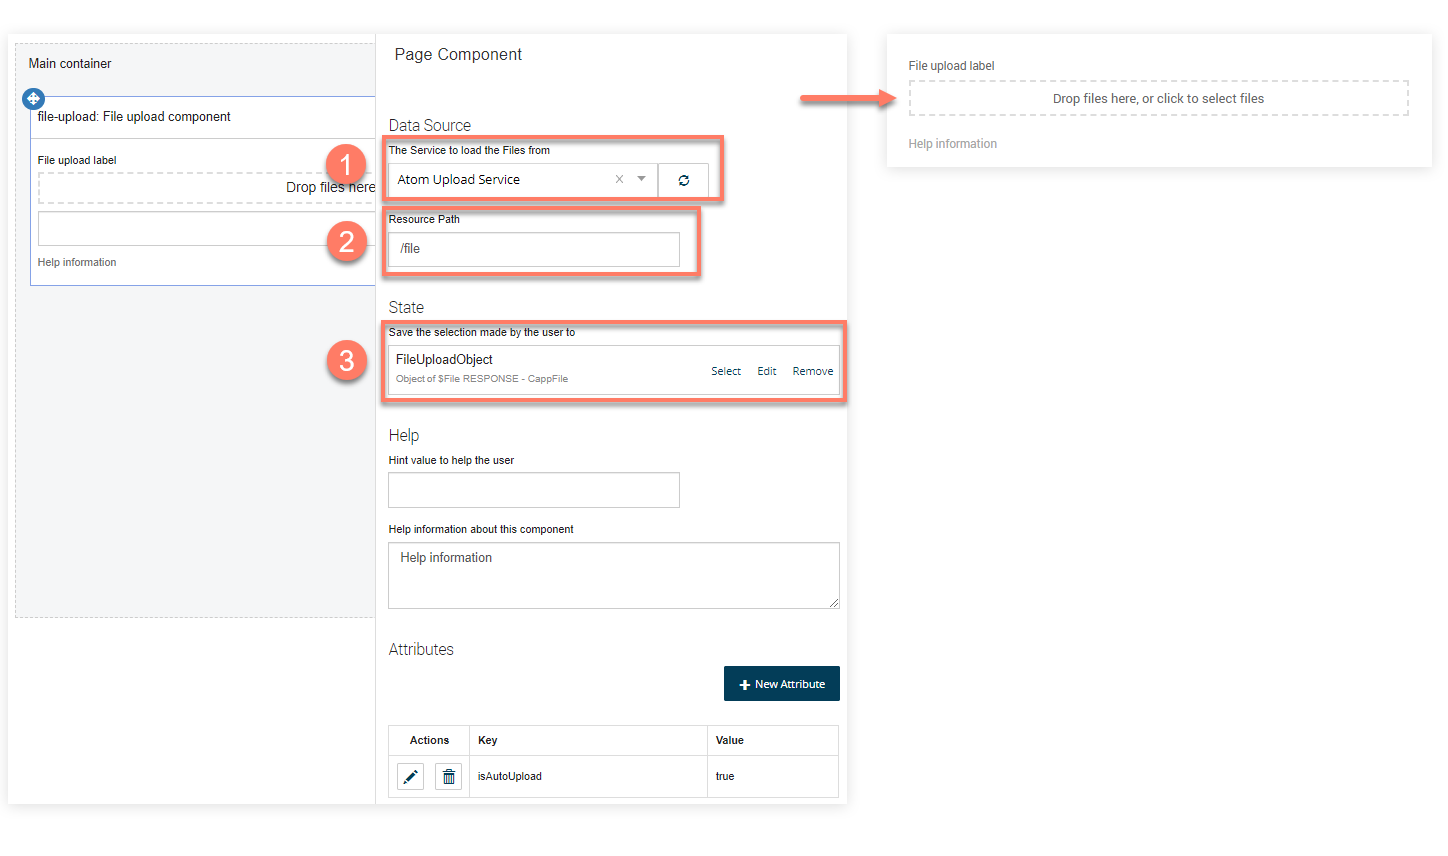 Main container
file-upload: File upload component
File upload label
Drop files here
Help information
Page Component
Data Source
1
The Service to load the Files from
Atom Upload Service
2
Resource Path
/file
State
3
Save the selection made by the user to
FileUploadObject
Object of $File RESPONSE - CappFile
Select Edit Remove
Help
Hint value to help the user
Help information about this component
Help information
Attributes
New Attribute
Actions Key Value
isAutoUpload true
File upload label
Drop files here, or click to select files
Help information